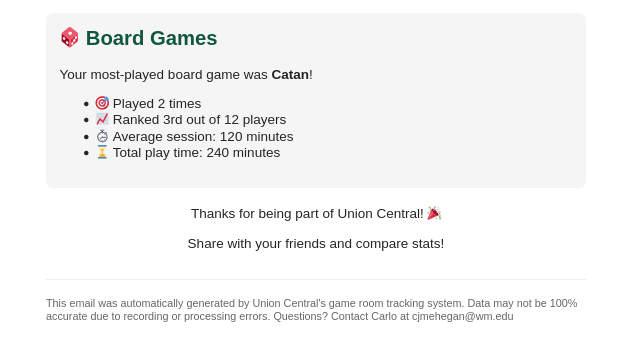 🎲 Board Games
Your most-played board game was Catan!
• 🎯 Played 2 times
• 📈 Ranked 3rd out of 12 players
• ⏱️ Average session: 120 minutes
• ⏳ Total play time: 240 minutes
Thanks for being part of Union Central! 🎉
Share with your friends and compare stats!
This email was automatically generated by Union Central's game room tracking system. Data may not be 100%
accurate due to recording or processing errors. Questions? Contact Carlo at cjmehegan@wm.edu